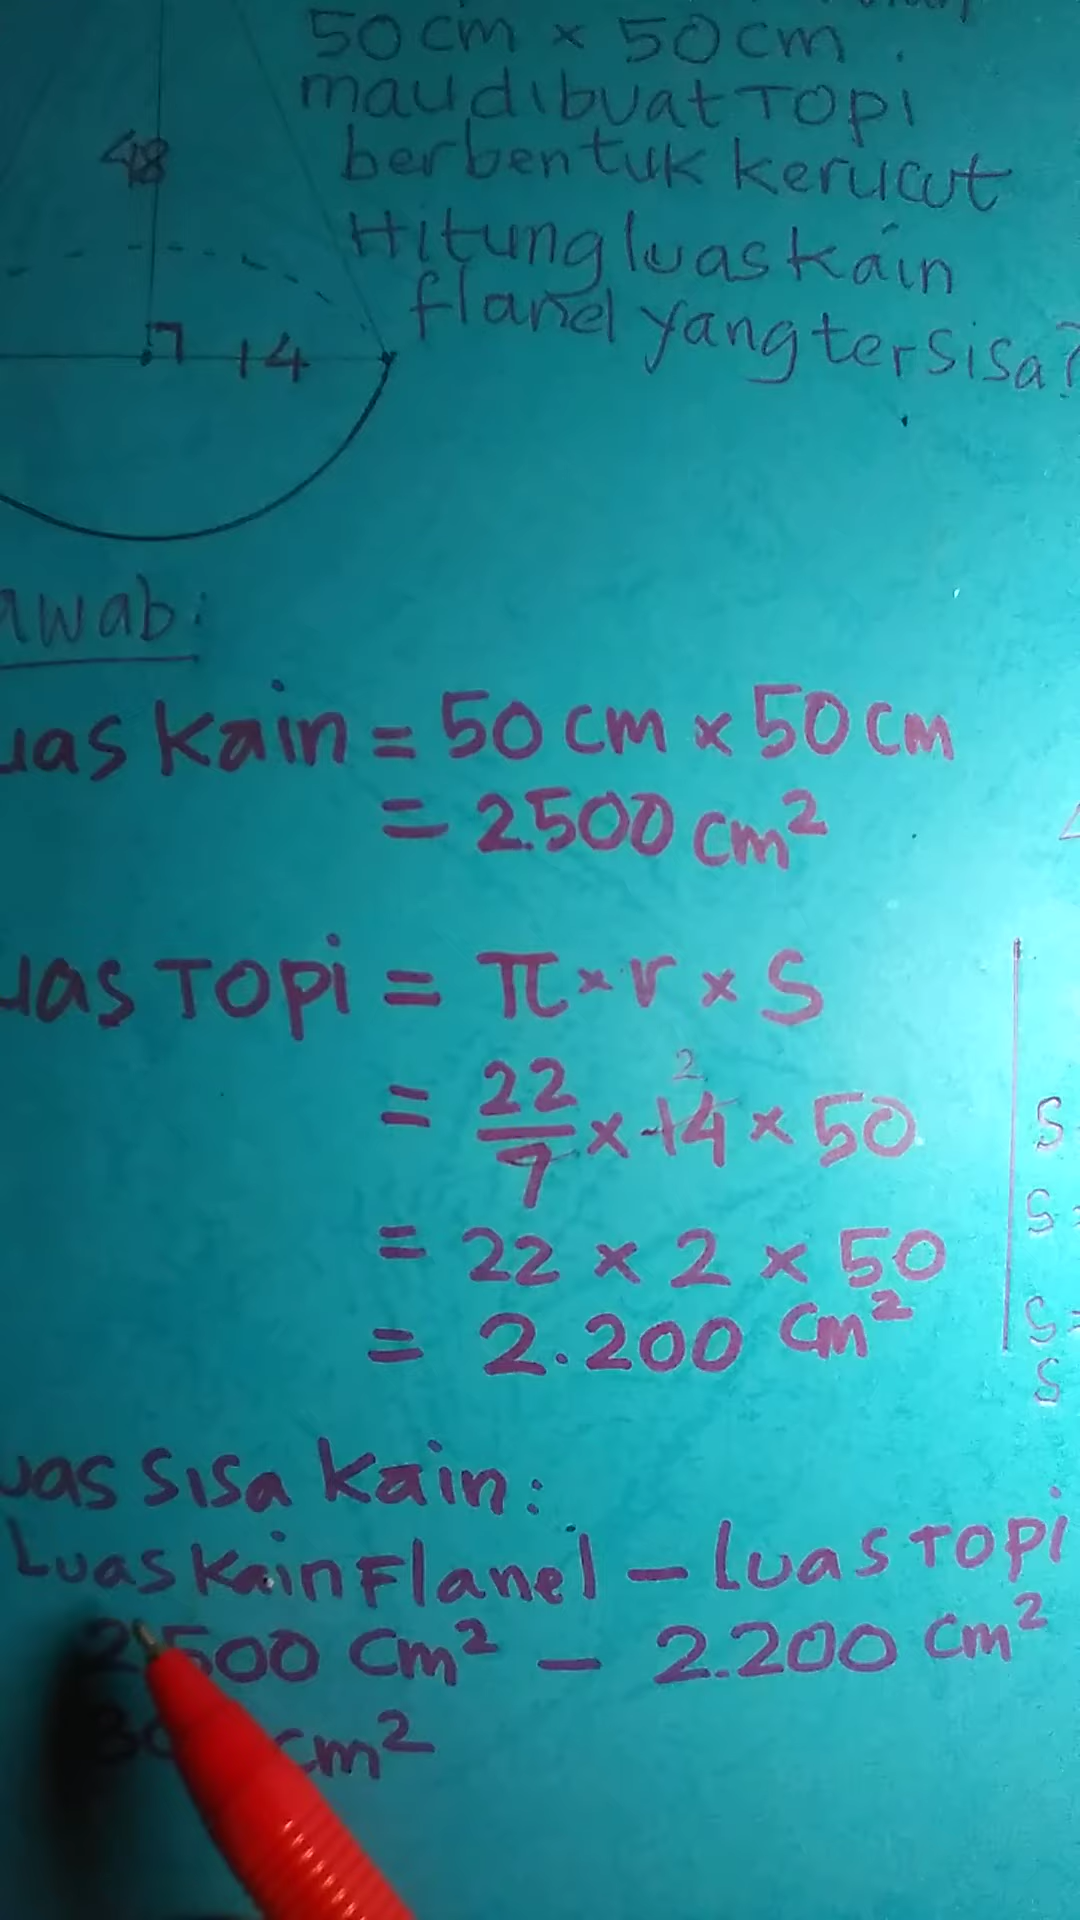 50 cm × 50 cm.
mau dibuat TOPI
berbentuk kerucut
Hitung luas kain
flanel yang tersisa?
48
14
awab:
uas Kain = 50 cm × 50 cm
= 2.500 cm²
uas TOPi = π × r × S
= 22/7 × 14 × 50
2
= 22 × 2 × 50
= 2.200 cm²
S
S
S
S
uas Sisa Kain:
Luas Kain Flanel – Luas TOPi
2.500 cm² – 2.200 cm²
cm²